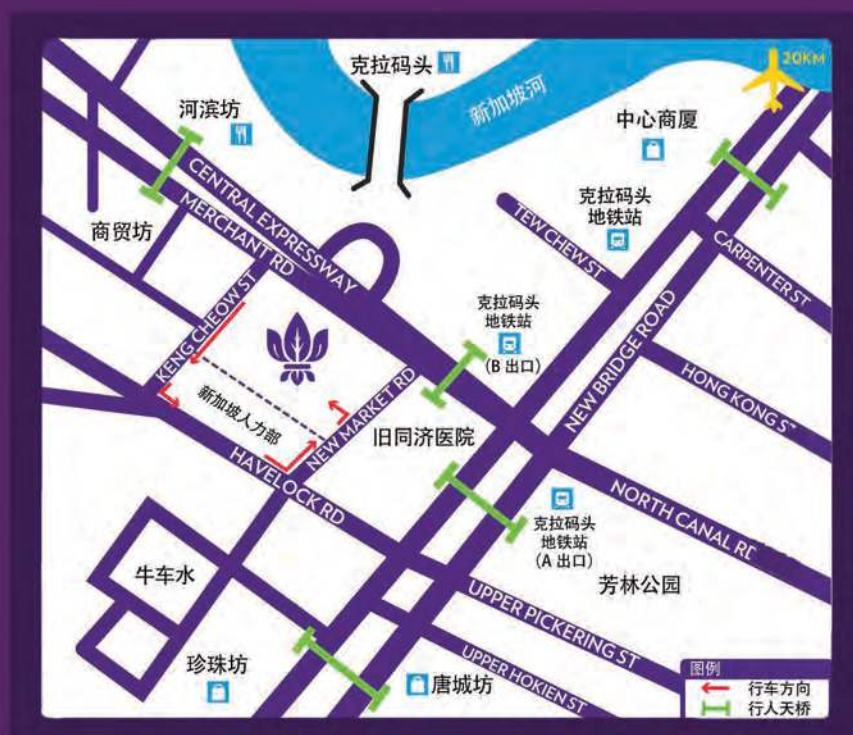 克拉码头
20KM
新加坡河
河滨坊
中心商厦
克拉码头
地铁站
CENTRAL EXPRESSWAY
MERCHANT RD
TEW CHEW ST
商贸坊
CARPENTER ST
KENG CHEOW ST
克拉码头
地铁站
(B 出口)
NEW BRIDGE ROAD
HONG KONG ST
新加坡人力部
NEW MARKET RD
旧同济医院
HAVELOCK RD
克拉码头
地铁站
(A 出口)
NORTH CANAL RD
牛车水
芳林公园
UPPER PICKERING ST
珍珠坊
唐城坊
UPPER HOKIEN ST
图例
行车方向
行人天桥